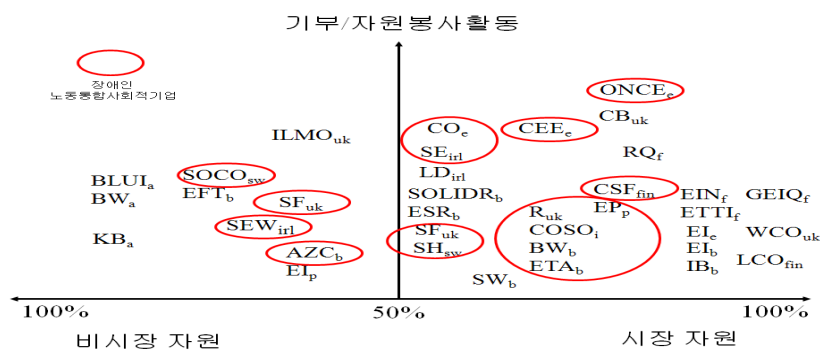 기부/자원봉사활동
장애인
노동통합사회적기업
ONCEe
CBuk
COe
CEEe
ILMOuk
SEirl
RQf
LDirl
SOCOsw
BLUIa
EFTb
BWa
SFuk
SOLIDRb
CSFfin
EINf
GEIQf
ESRb
Ruk
EPp
ETTIf
SEWirl
SFuk
COSOi
EIe
WCOuk
KBa
AZCb
SHsw
BWb
EIb
EIp
ETAb
IBb
LCOfin
SWb
100%
50%
100%
비시장 자원
시장 자원